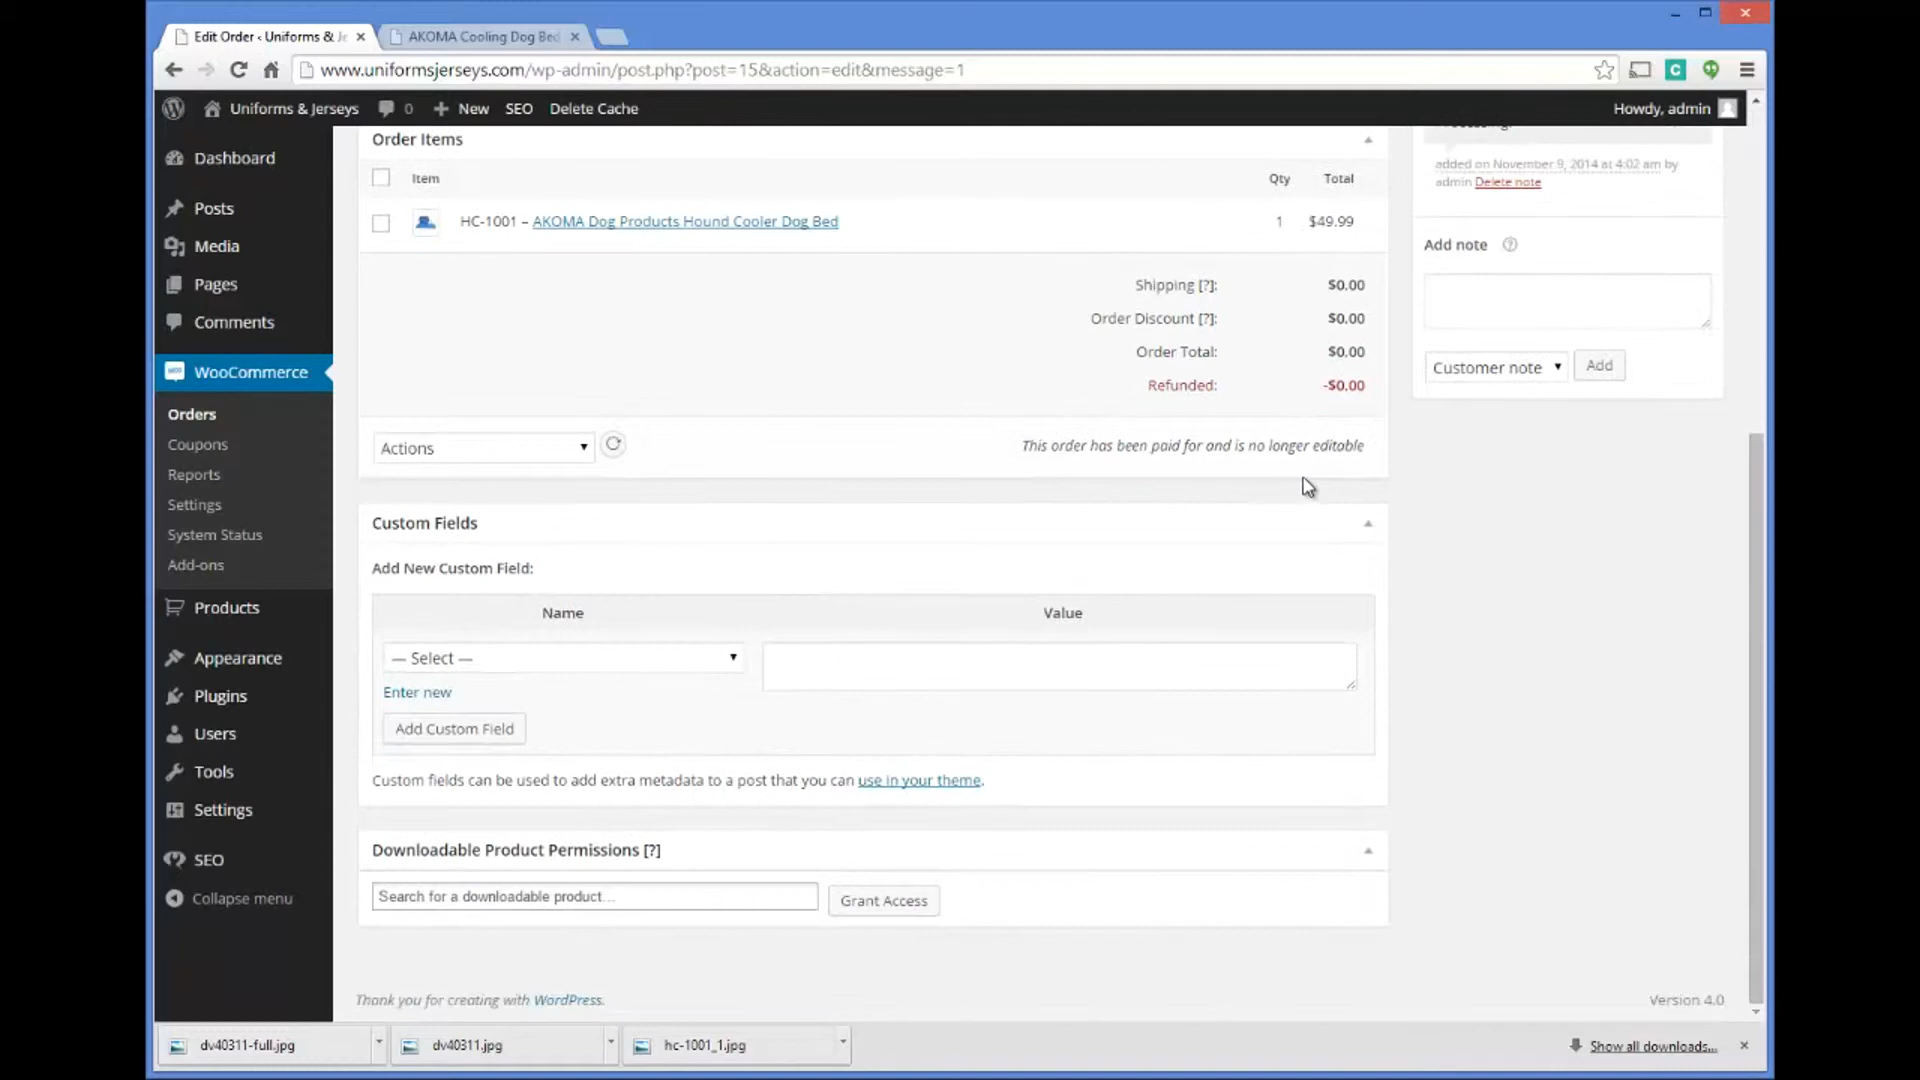 Edit Order ‹ Uniforms & Je
AKOMA Cooling Dog Bed
www.uniformsjerseys.com/wp-admin/post.php?post=15&action=edit&message=1
Uniforms & Jerseys 0 New SEO Delete Cache Howdy, admin
Dashboard
Posts
Media
Pages
Comments
WooCommerce
Orders
Coupons
Reports
Settings
System Status
Add-ons
Products
Appearance
Plugins
Users
Tools
Settings
SEO
Collapse menu
Order Items
Item Qty Total
HC-1001 – AKOMA Dog Products Hound Cooler Dog Bed 1 $49.99
Shipping [?]: $0.00
Order Discount [?]: $0.00
Order Total: $0.00
Refunded: -$0.00
Actions
This order has been paid for and is no longer editable
Custom Fields
Add New Custom Field:
Name Value
— Select —
Enter new
Add Custom Field
Custom fields can be used to add extra metadata to a post that you can use in your theme.
Downloadable Product Permissions [?]
Search for a downloadable product...
Grant Access
added on November 9, 2014 at 4:02 am by
admin Delete note
Add note
Customer note
Add
Thank you for creating with WordPress.
Version 4.0
dv40311-full.jpg
dv40311.jpg
hc-1001_1.jpg
Show all downloads...